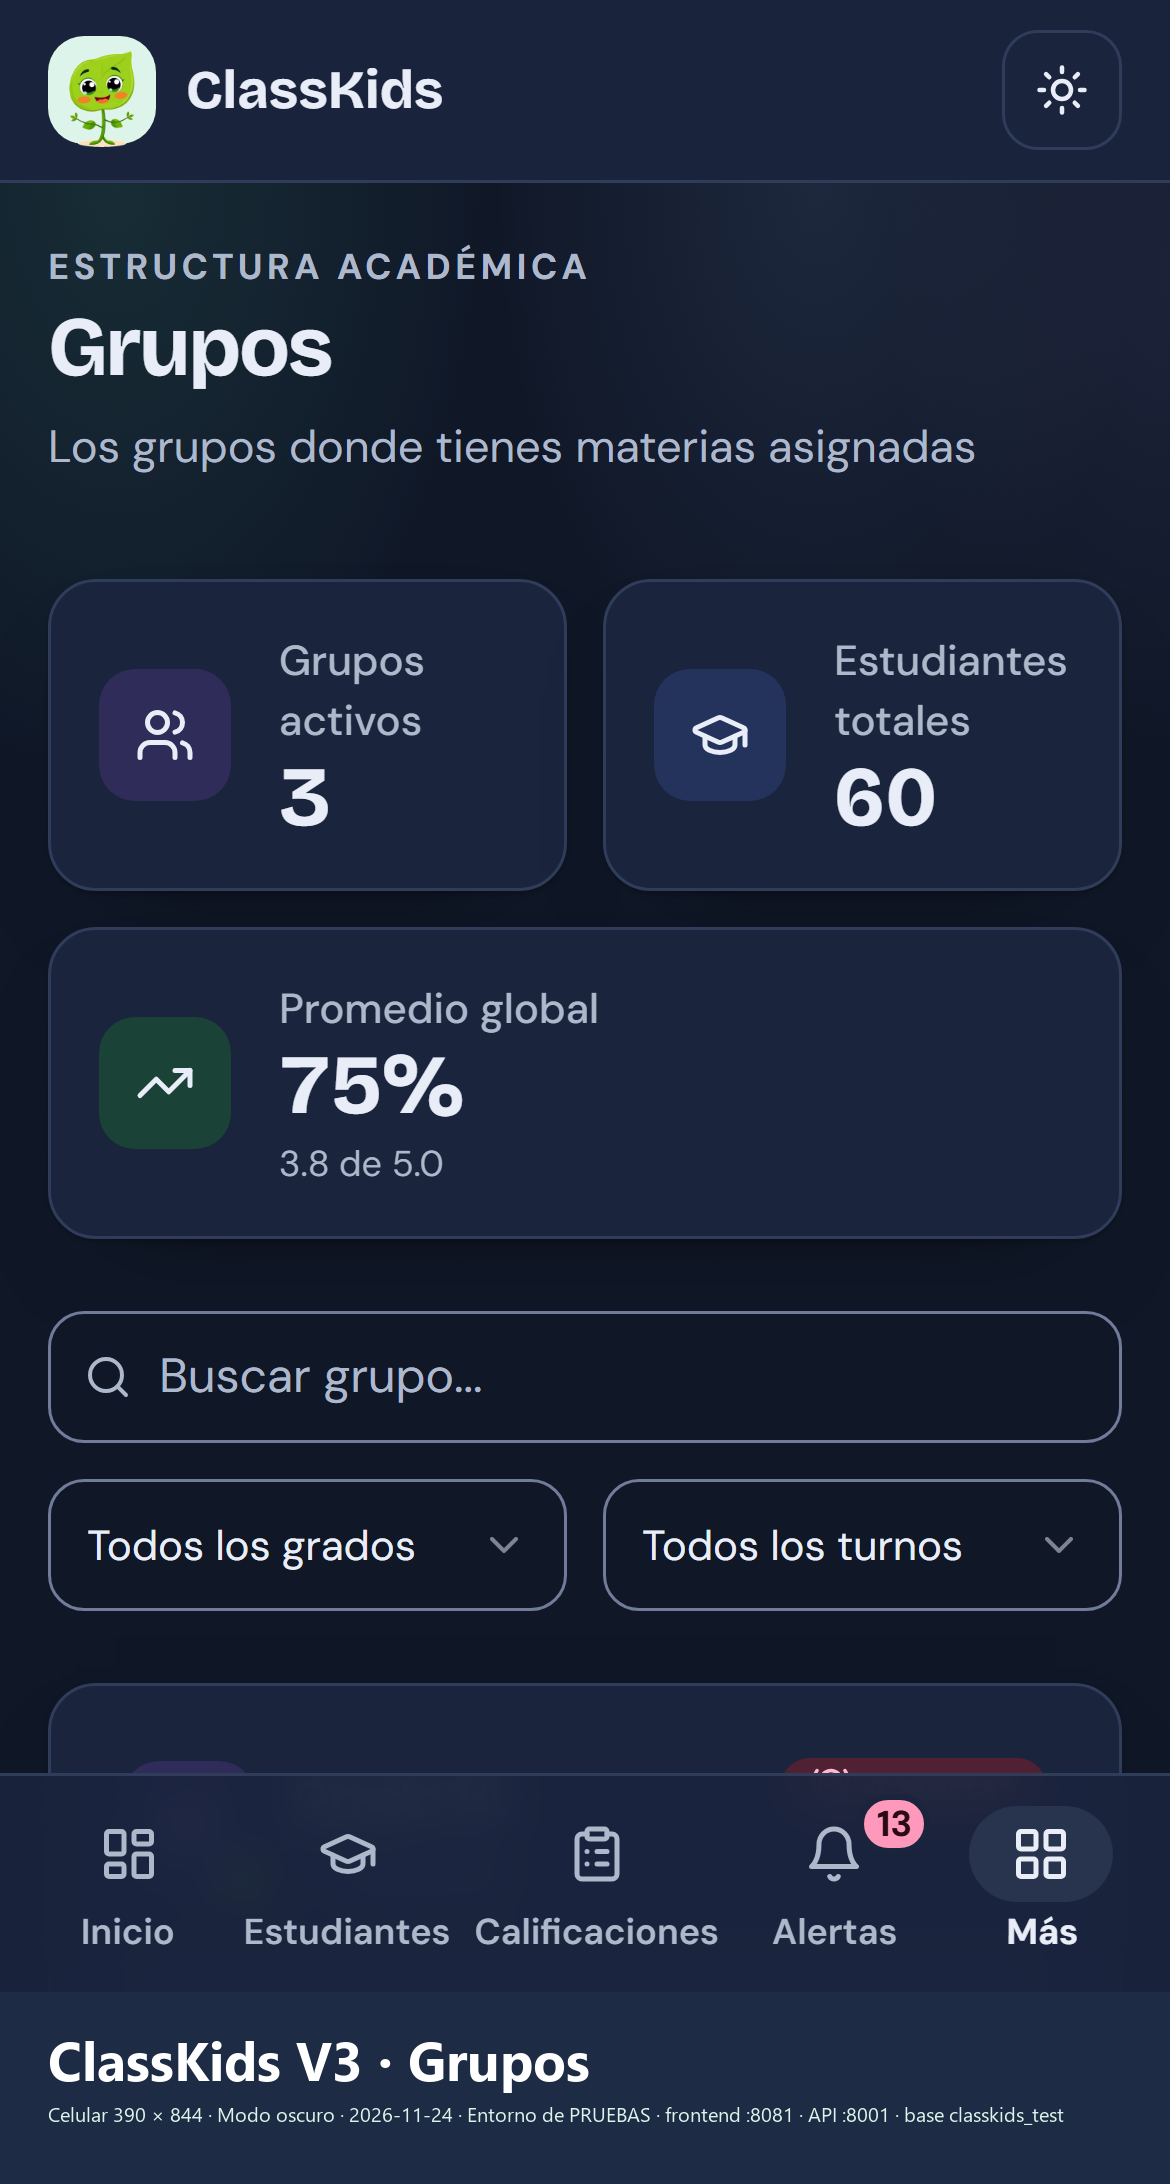 ClassKids
ESTRUCTURA ACADÉMICA
Grupos
Los grupos donde tienes materias asignadas
Grupos
activos
3
Estudiantes
totales
60
Promedio global
75%
3.8 de 5.0
Buscar grupo...
Todos los grados
Todos los turnos
13
Inicio
Estudiantes
Calificaciones
Alertas
Más
ClassKids V3 · Grupos
Celular 390 × 844 · Modo oscuro · 2026-11-24 · Entorno de PRUEBAS · frontend :8081 · API :8001 · base classkids_test